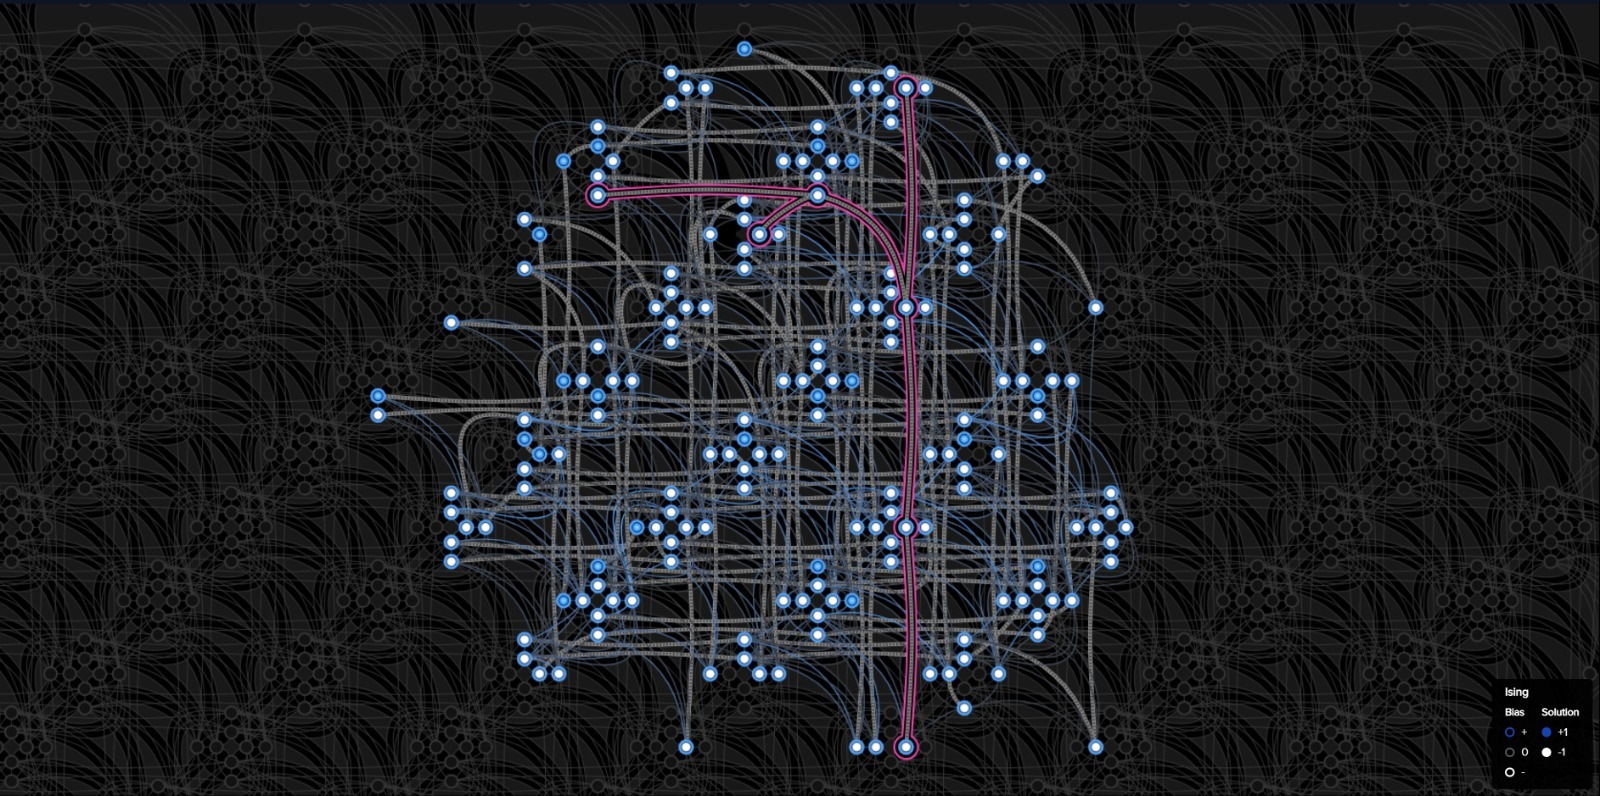 Ising
Bias Solution
+ +1
0 -1
-